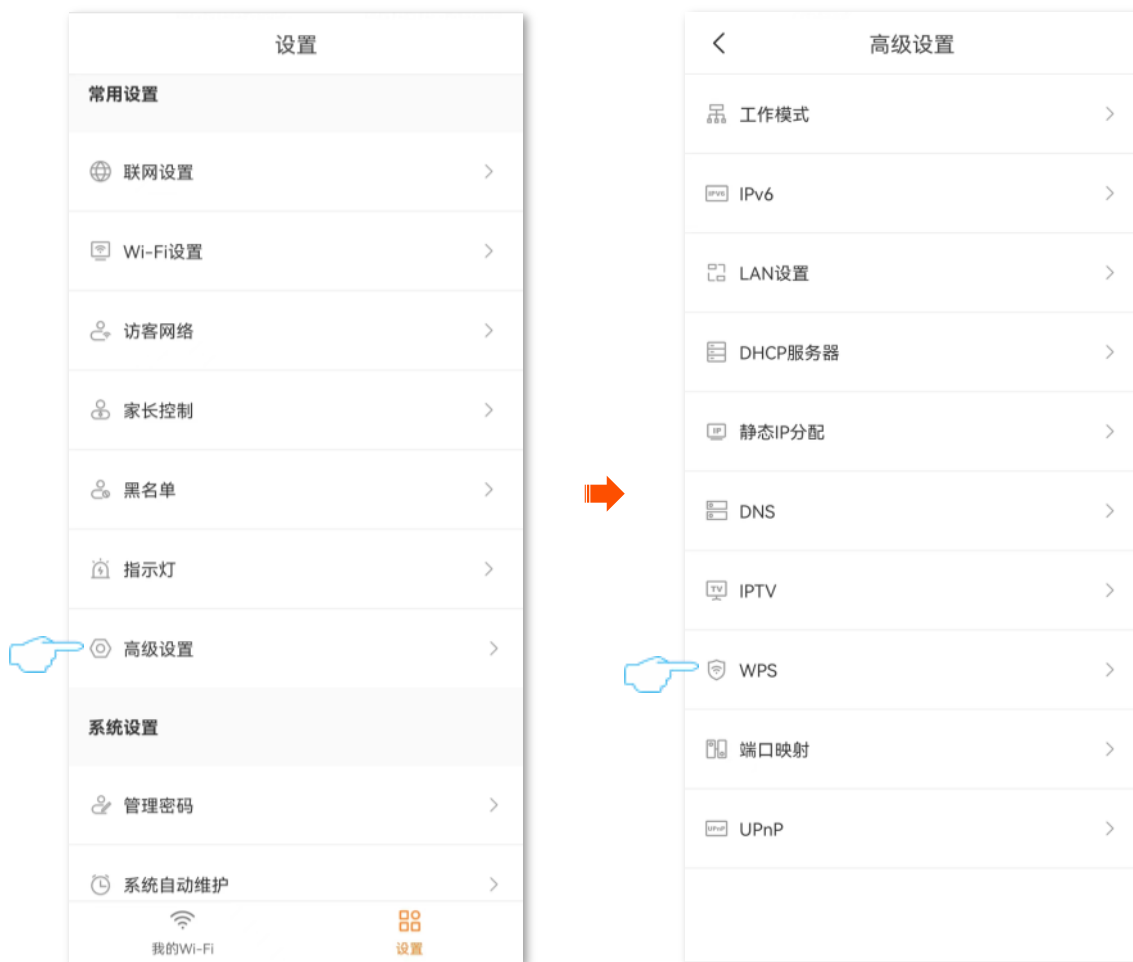 设置
常用设置
联网设置
Wi-Fi设置
访客网络
家长控制
黑名单
指示灯
高级设置
系统设置
管理密码
系统自动维护
我的Wi-Fi
设置
高级设置
工作模式
IPV6 IPv6
LAN设置
DHCP服务器
IP 静态IP分配
DNS
TV IPTV
WPS
端口映射
UPnP UPnP